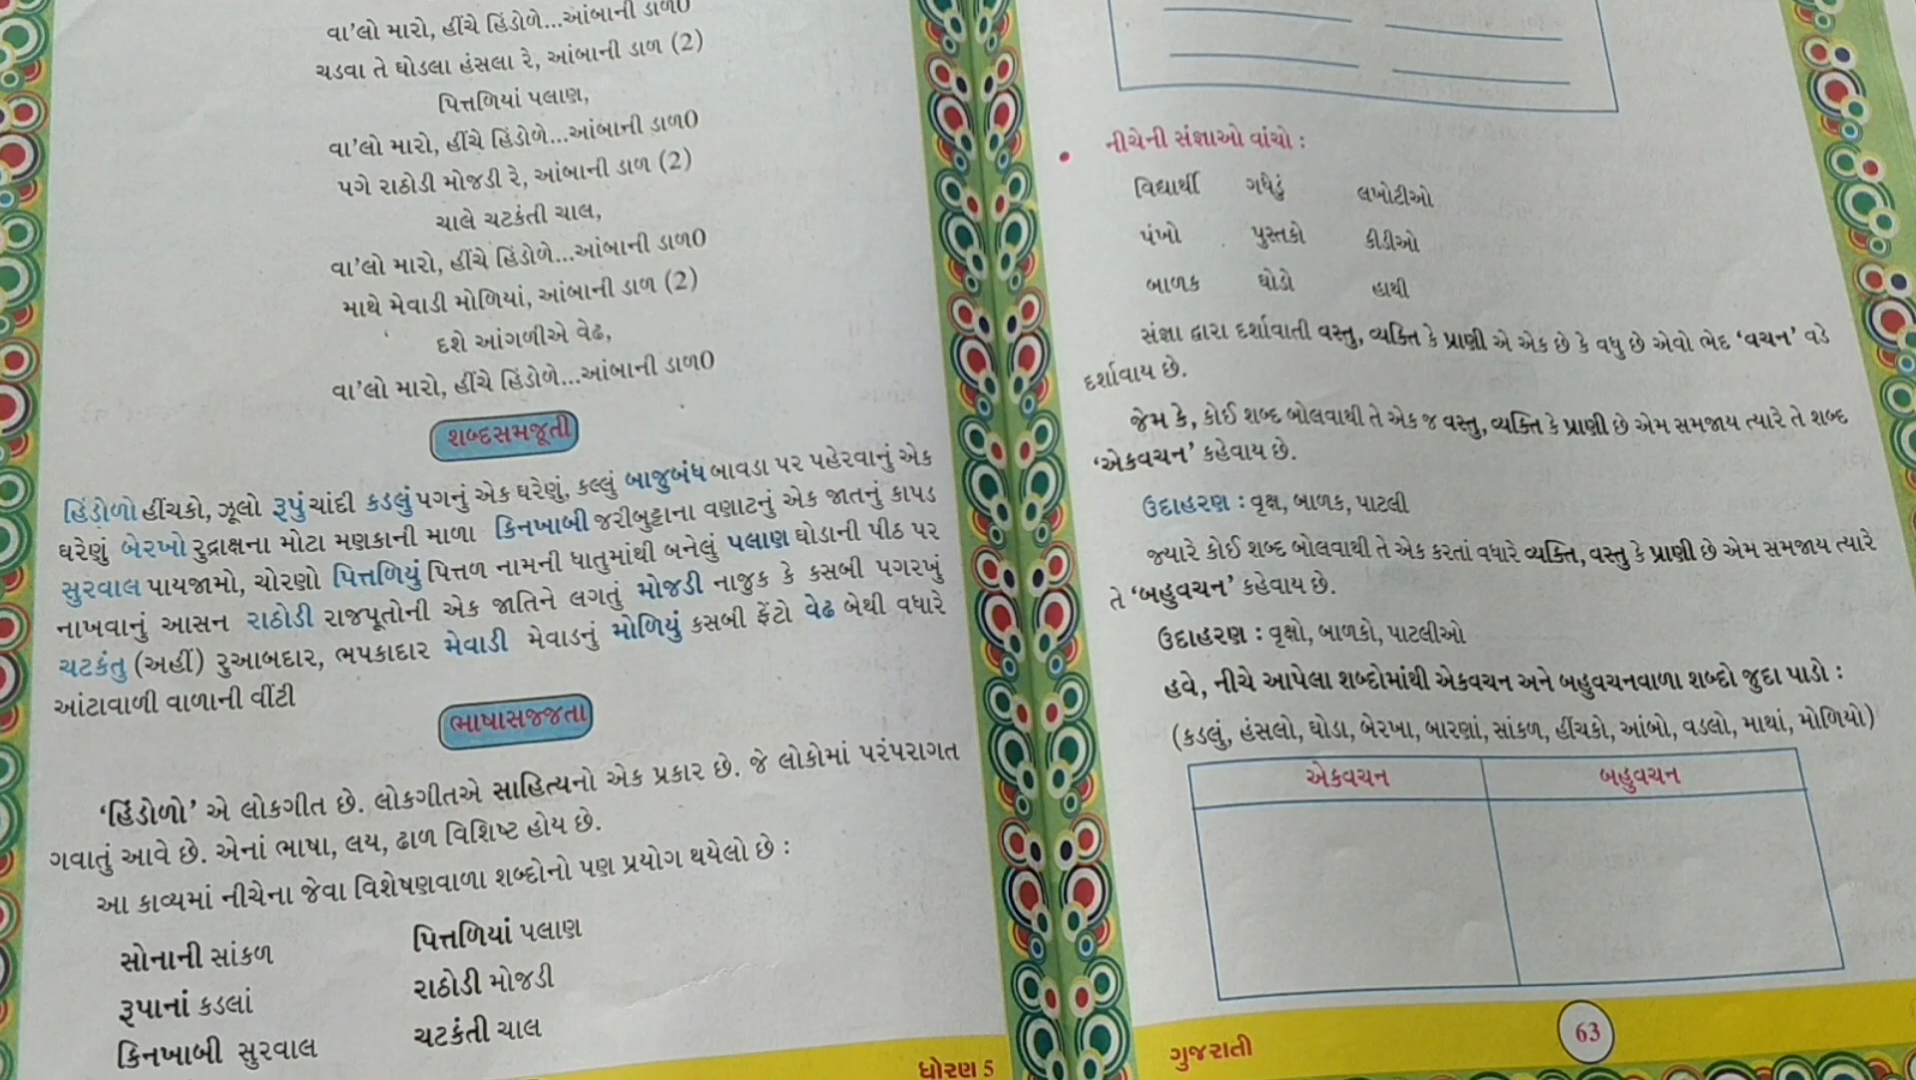 વા'લો મારો, હીંચે હિંડોળે...આંબાની ડાળ૦
ચડવા તે ઘોડલા હંસલા રે, આંબાની ડાળ (2)
પિત્તળિયાં પલાણ,
વા'લો મારો, હીંચે હિંડોળે...આંબાની ડાળ૦
પગે રાઠોડી મોજડી રે, આંબાની ડાળ (2)
ચાલે ચટકંતી ચાલ,
વા'લો મારો, હીંચે હિંડોળે...આંબાની ડાળ૦
માથે મેવાડી મોળિયાં, આંબાની ડાળ (2)
દશે આંગળીએ વેઢ,
વા'લો મારો, હીંચે હિંડોળે...આંબાની ડાળ૦
શબ્દસમજૂતી
હિંડોળો હીંચકો, ઝૂલો રૂપું ચાંદી કડલું પગનું એક ઘરેણું, કલ્લું બાજુબંધ બાવડા પર પહેરવાનું એક
ઘરેણું બેરખો રુદ્રાક્ષના મોટા મણકાની માળા કિનખાબી જરીબુટ્ટાના વણાટનું એક જાતનું કાપડ
સુરવાલ પાયજામો, ચોરણો પિત્તળિયું પિત્તળ નામની ધાતુમાંથી બનેલું પલાણ ઘોડાની પીઠ પર
નાખવાનું આસન રાઠોડી રાજપૂતોની એક જાતિને લગતું મોજડી નાજુક કે કસબી પગરખું
ચટકંતુ (અહીં) રુઆબદાર, ભપકાદાર મેવાડી મેવાડનું મોળિયું કસબી ફેંટો વેઢ બેથી વધારે
આંટાવાળી વાળાની વીંટી
ભાષાસજ્જતા
'હિંડોળો' એ લોકગીત છે. લોકગીતએ સાહિત્યનો એક પ્રકાર છે. જે લોકોમાં પરંપરાગત
ગવાતું આવે છે. એનાં ભાષા, લય, ઢાળ વિશિષ્ટ હોય છે.
આ કાવ્યમાં નીચેના જેવા વિશેષણવાળા શબ્દોનો પણ પ્રયોગ થયેલો છે :
સોનાની સાંકળ પિત્તળિયાં પલાણ
રૂપાનાં કડલાં રાઠોડી મોજડી
કિનખાબી સુરવાલ ચટકંતી ચાલ
ધોરણ 5
• નીચેની સંજ્ઞાઓ વાંચો :
વિદ્યાર્થી ગધેડું લખોટીઓ
પંખો પુસ્તકો કીડીઓ
બાળક ઘોડો હાથી
સંજ્ઞા દ્વારા દર્શાવાતી વસ્તુ, વ્યક્તિ કે પ્રાણી એ એક છે કે વધુ છે એવો ભેદ 'વચન' વડે
દર્શાવાય છે.
જેમ કે, કોઈ શબ્દ બોલવાથી તે એક જ વસ્તુ, વ્યક્તિ કે પ્રાણી છે એમ સમજાય ત્યારે તે શબ્દ
'એકવચન' કહેવાય છે.
ઉદાહરણ : વૃક્ષ, બાળક, પાટલી
જ્યારે કોઈ શબ્દ બોલવાથી તે એક કરતાં વધારે વ્યક્તિ, વસ્તુ કે પ્રાણી છે એમ સમજાય ત્યારે
તે 'બહુવચન' કહેવાય છે.
ઉદાહરણ : વૃક્ષો, બાળકો, પાટલીઓ
હવે, નીચે આપેલા શબ્દોમાંથી એકવચન અને બહુવચનવાળા શબ્દો જુદા પાડો :
(કડલું, હંસલો, ઘોડા, બેરખા, બારણાં, સાંકળ, હીંચકો, આંબો, વડલો, માથાં, મોળિયો)
એકવચન બહુવચન
ગુજરાતી 63